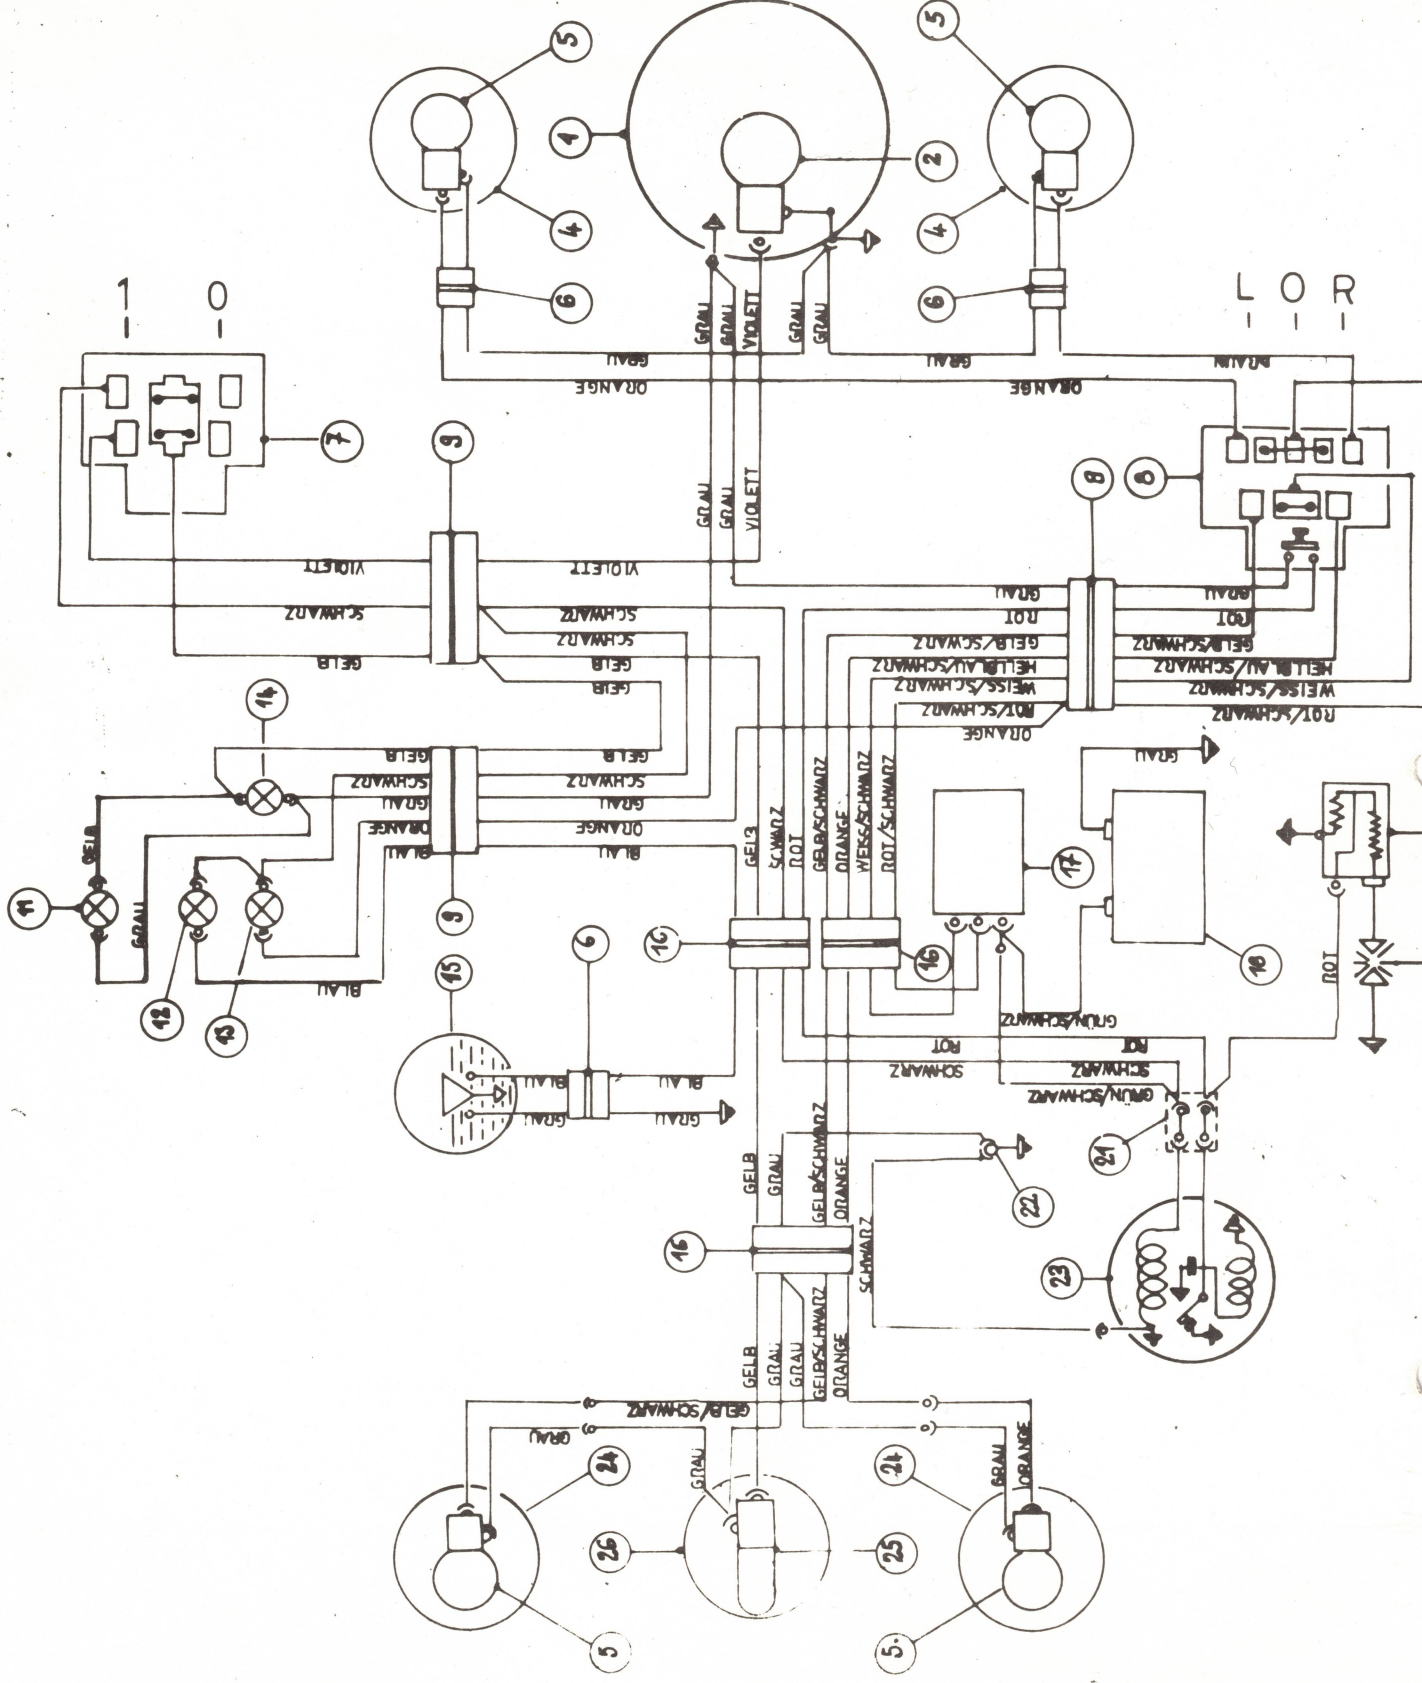 5
5
1
2
4
4
1
0
6
6
L O R
GRAU
GRAU
VIOLETT
GRAU
GRAU
GRAU
GRAU
BRAUN
ORANGE
ORANGE
7
9
8
8
GRAU
GRAU
VIOLETT
VIOLETT
VIOLETT
SCHWARZ
SCHWARZ
SCHWARZ
GELB
GELB
GELB
GRAU
GRAU
ROT
ROT
GELB/SCHWARZ
GELB/SCHWARZ
HELLBLAU/SCHWARZ
HELLBLAU/SCHWARZ
WEISS/SCHWARZ
WEISS/SCHWARZ
ROT/SCHWARZ
ROT/SCHWARZ
ORANGE
14
GELB
GELB
SCHWARZ
SCHWARZ
GRAU
GRAU
ORANGE
ORANGE
BLAU
BLAU
GELB
GRAU
11
GELB
SCHWARZ
ROT
GELB/SCHWARZ
ORANGE
WEISS/SCHWARZ
ROT/SCHWARZ
GRAU
17
9
16
6
16
18
15
BLAU
12
13
ROT
GRÜN/SCHWARZ
ROT
ROT
SCHWARZ
SCHWARZ
GRÜN/SCHWARZ
BLAU
BLAU
GRAU
GRAU
GELB
GRAU
GELB/SCHWARZ
ORANGE
21
22
16
SCHWARZ
23
GELB
GRAU
GRAU
GELB/SCHWARZ
ORANGE
GELB/SCHWARZ
GRAU
GRAU
GRAU
ORANGE
24
24
26
25
5
5.